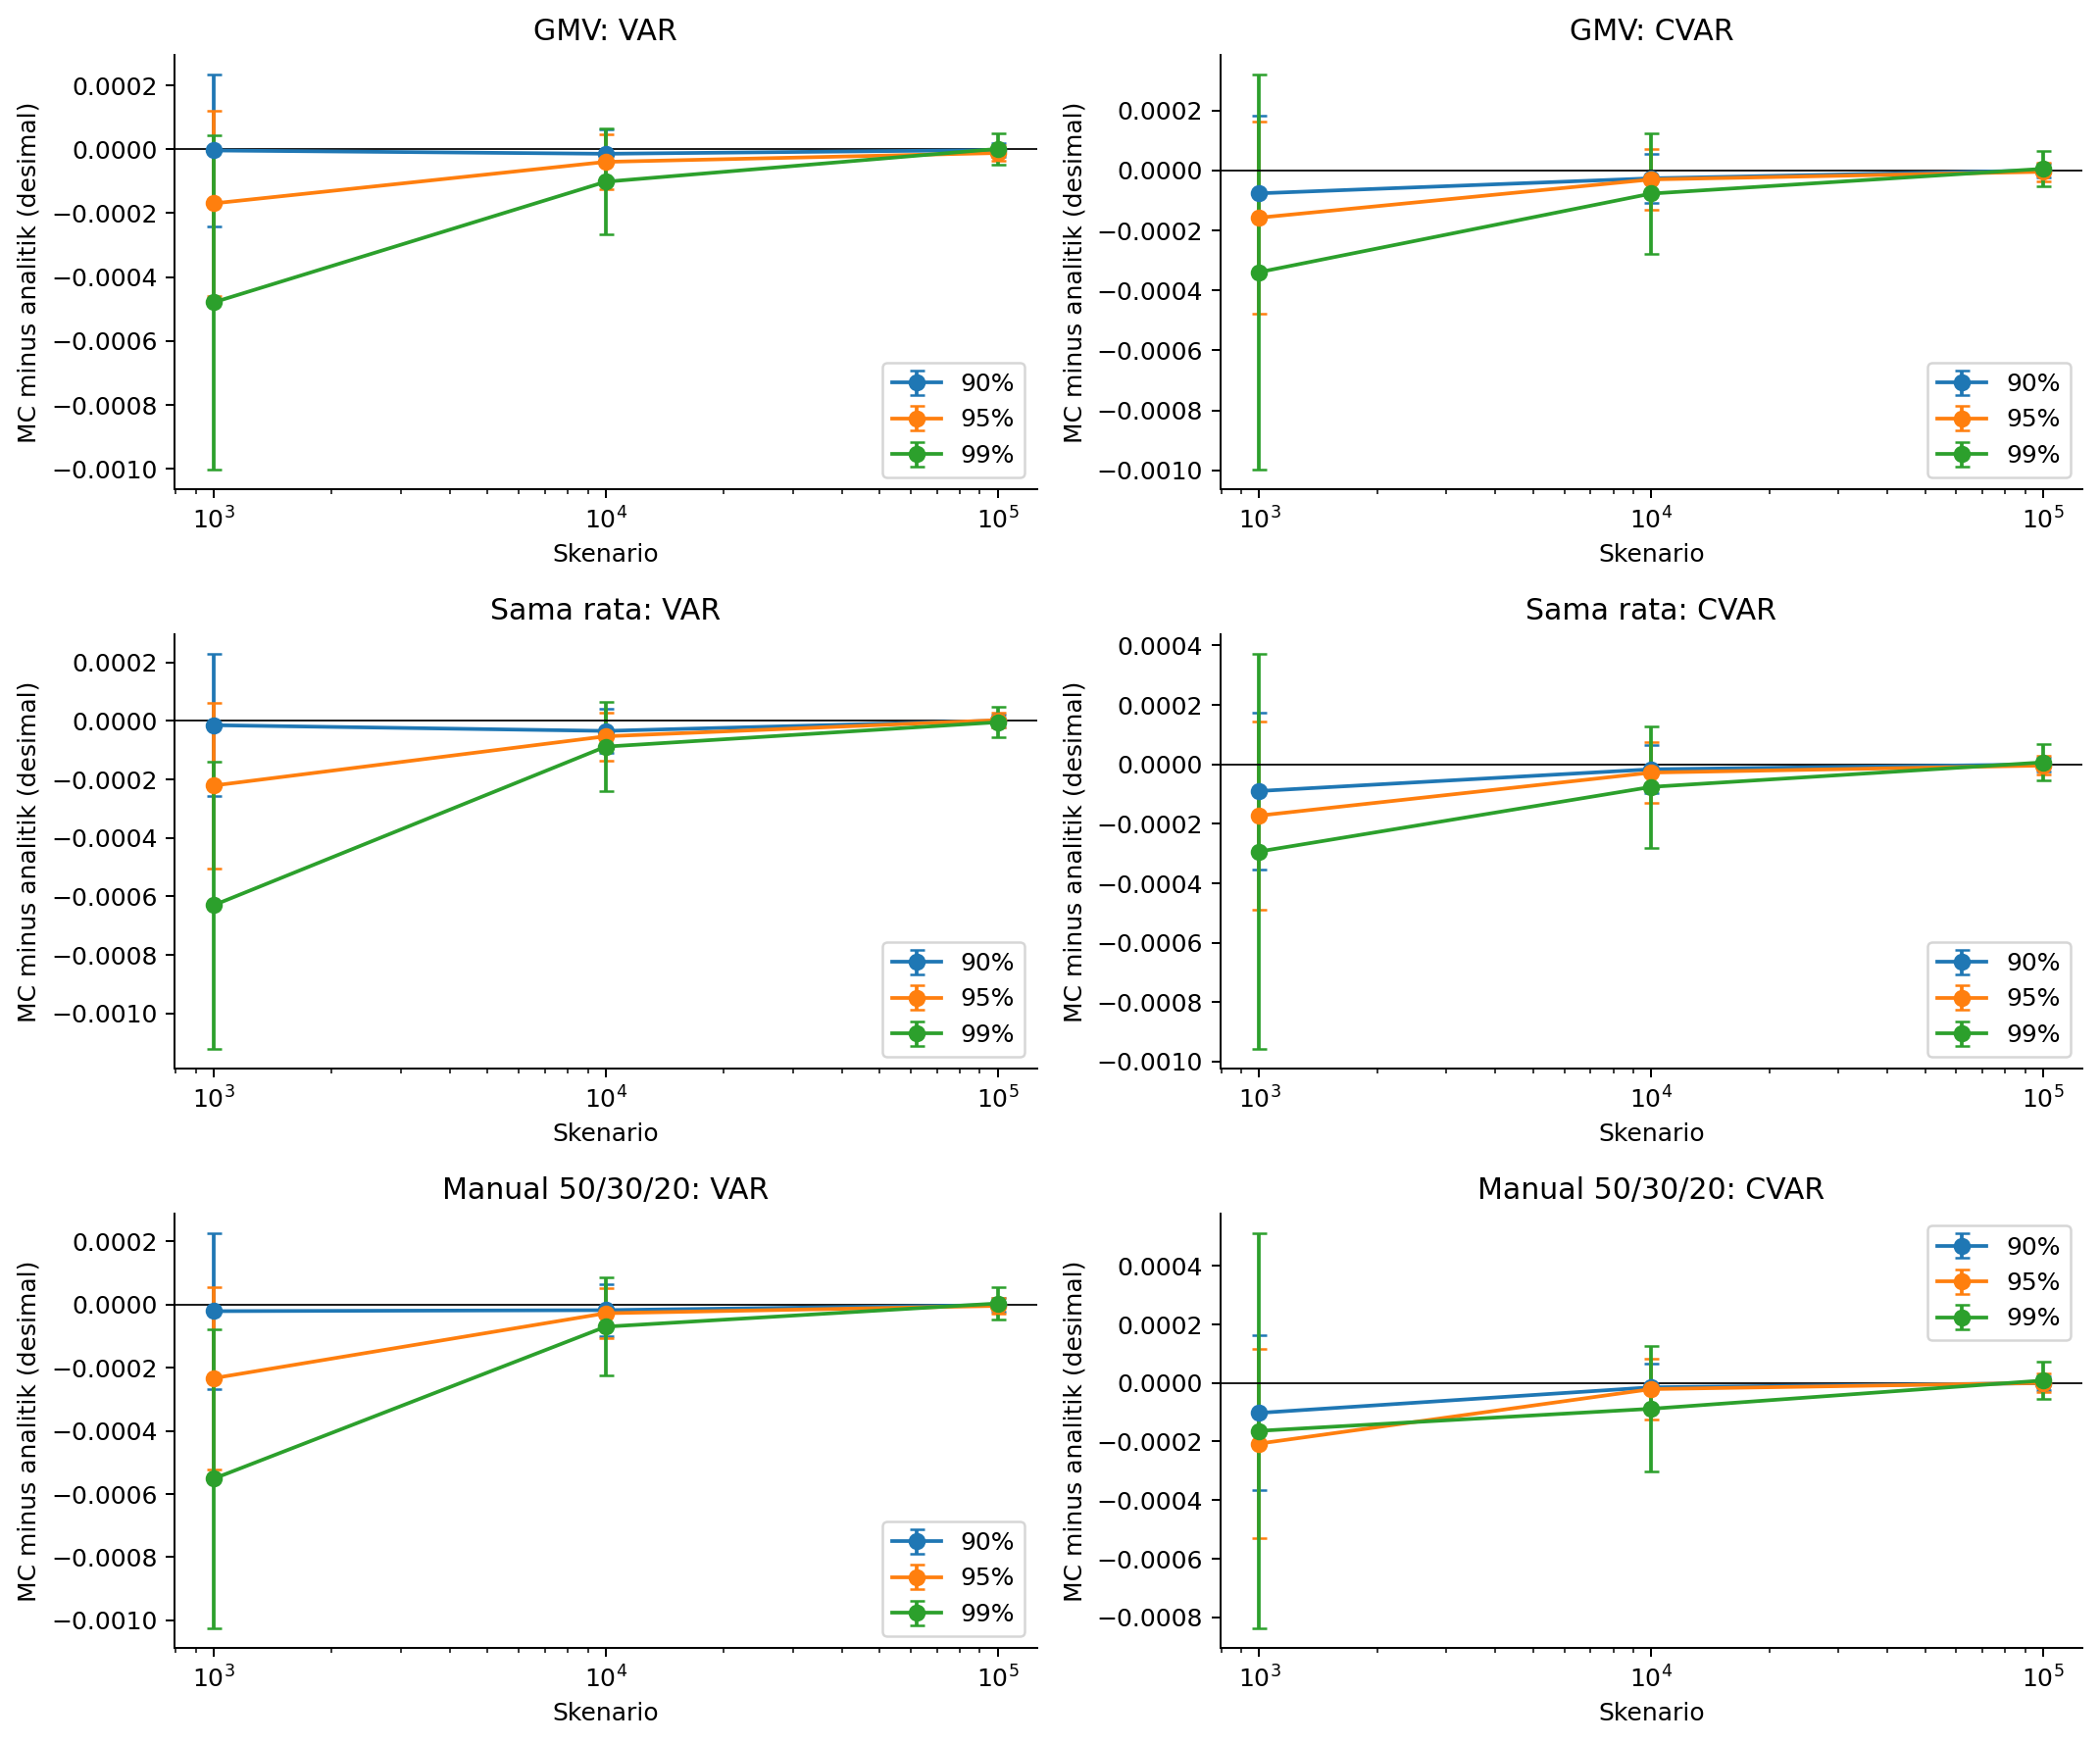 GMV: VAR
MC minus analitik (desimal)
0.0002
0.0000
−0.0002
−0.0004
−0.0006
−0.0008
−0.0010
90%
95%
99%
10³ 10⁴ 10⁵
Skenario
GMV: CVAR
MC minus analitik (desimal)
0.0002
0.0000
−0.0002
−0.0004
−0.0006
−0.0008
−0.0010
90%
95%
99%
10³ 10⁴ 10⁵
Skenario
Sama rata: VAR
MC minus analitik (desimal)
0.0002
0.0000
−0.0002
−0.0004
−0.0006
−0.0008
−0.0010
90%
95%
99%
10³ 10⁴ 10⁵
Skenario
Sama rata: CVAR
MC minus analitik (desimal)
0.0004
0.0002
0.0000
−0.0002
−0.0004
−0.0006
−0.0008
−0.0010
90%
95%
99%
10³ 10⁴ 10⁵
Skenario
Manual 50/30/20: VAR
MC minus analitik (desimal)
0.0002
0.0000
−0.0002
−0.0004
−0.0006
−0.0008
−0.0010
90%
95%
99%
10³ 10⁴ 10⁵
Skenario
Manual 50/30/20: CVAR
MC minus analitik (desimal)
0.0004
0.0002
0.0000
−0.0002
−0.0004
−0.0006
−0.0008
90%
95%
99%
10³ 10⁴ 10⁵
Skenario